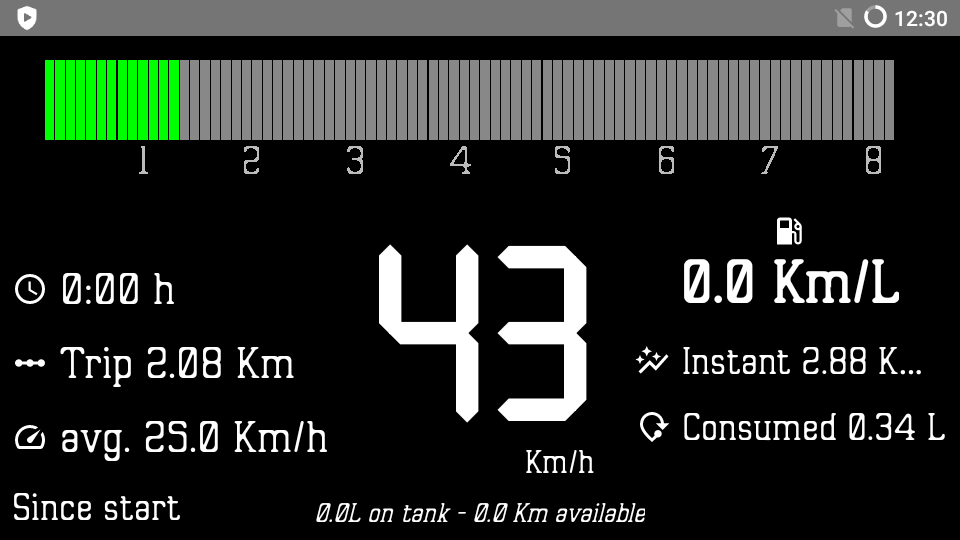 12:30
1 2 3 4 5 6 7 8
0:00 h
Trip 2.08 Km
avg. 25.0 Km/h
Since start
43
Km/h
0.0 Km/L
Instant 2.88 K...
Consumed 0.34 L
0.0L on tank - 0.0 Km available